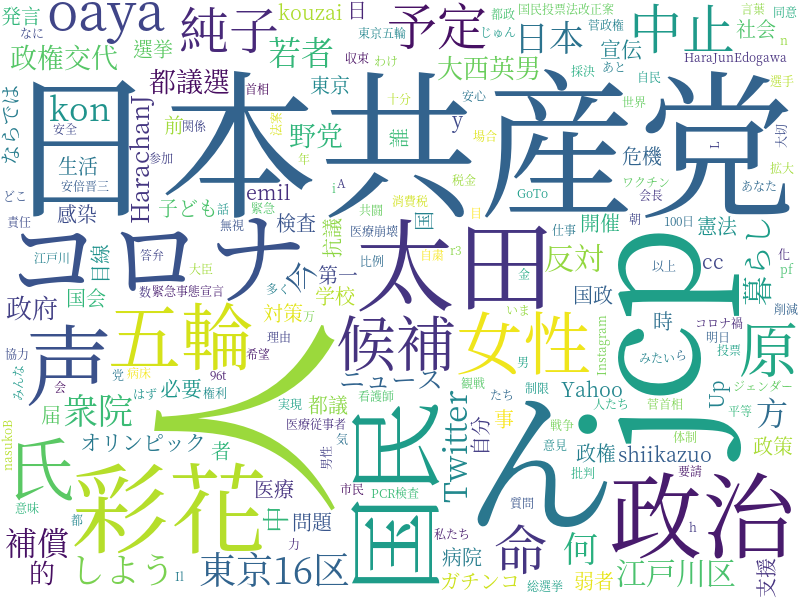 発言
oaya
純子
kouzai
日
東京五輪
なに
都政
じゅん
国民投票法改正案
菅政権
言葉
同意
n
政権交代
選挙
若者
収束
わけ
予定
日本
宣伝
中止
社会
HaraJunEdogawa
ならでは
都議選
東京
首相
前
関係
法案
野党
十分
安心
誰
大西英男
採決
あと
自民
世界
選手
kon
安全
日本共産党
y
場合
危機
L
大切
生活
安倍晋三
参加
年
HarachanJ
emil
i
A
消費税
税金
GoTo
ワクチン
会長
拡大
あなた
どこ
責任
感染
子ども
話
無視
緊急
検査
共闘
国
日
仕事
開催
朝
100日
憲法
江戸川
目線
答弁
コロナ
今
抗議
医療崩壊
自粛
r3
金
反対
以上
cc
暮らし
化
pf
政府
国会
大臣
数
緊急事態宣言
多く
第一
学校
比例
太田
いま
国政
時
削減
声
五輪
対策
万
理由
希望
候補
女性
男
Instagram
jcp
コロナ禍
明日
投票
みたい
ら
原
協力
みんな
会
党
病床
96t
はず
必要
権利
ニュース
観戦
たち
制限
Yahoo
人たち
菅首相
Up
ジェンダー
平等
方
届
衆院
人
実現
都議
看護師
国民
Twitter
自分
事
戦争
意見
体制
政策
nasukoB
オリンピック
者
医療従事者
気
ん
政権
shiikazuo
批判
要請
氏
彩花
男性
医療
市民
PCR検査
質問
政治
h
意味
都
中
問題
力
私たち
命
何
補償
的
しよう
Il
東京16区
病院
ガチンコ
総選挙
弱者
江戸川区
支援